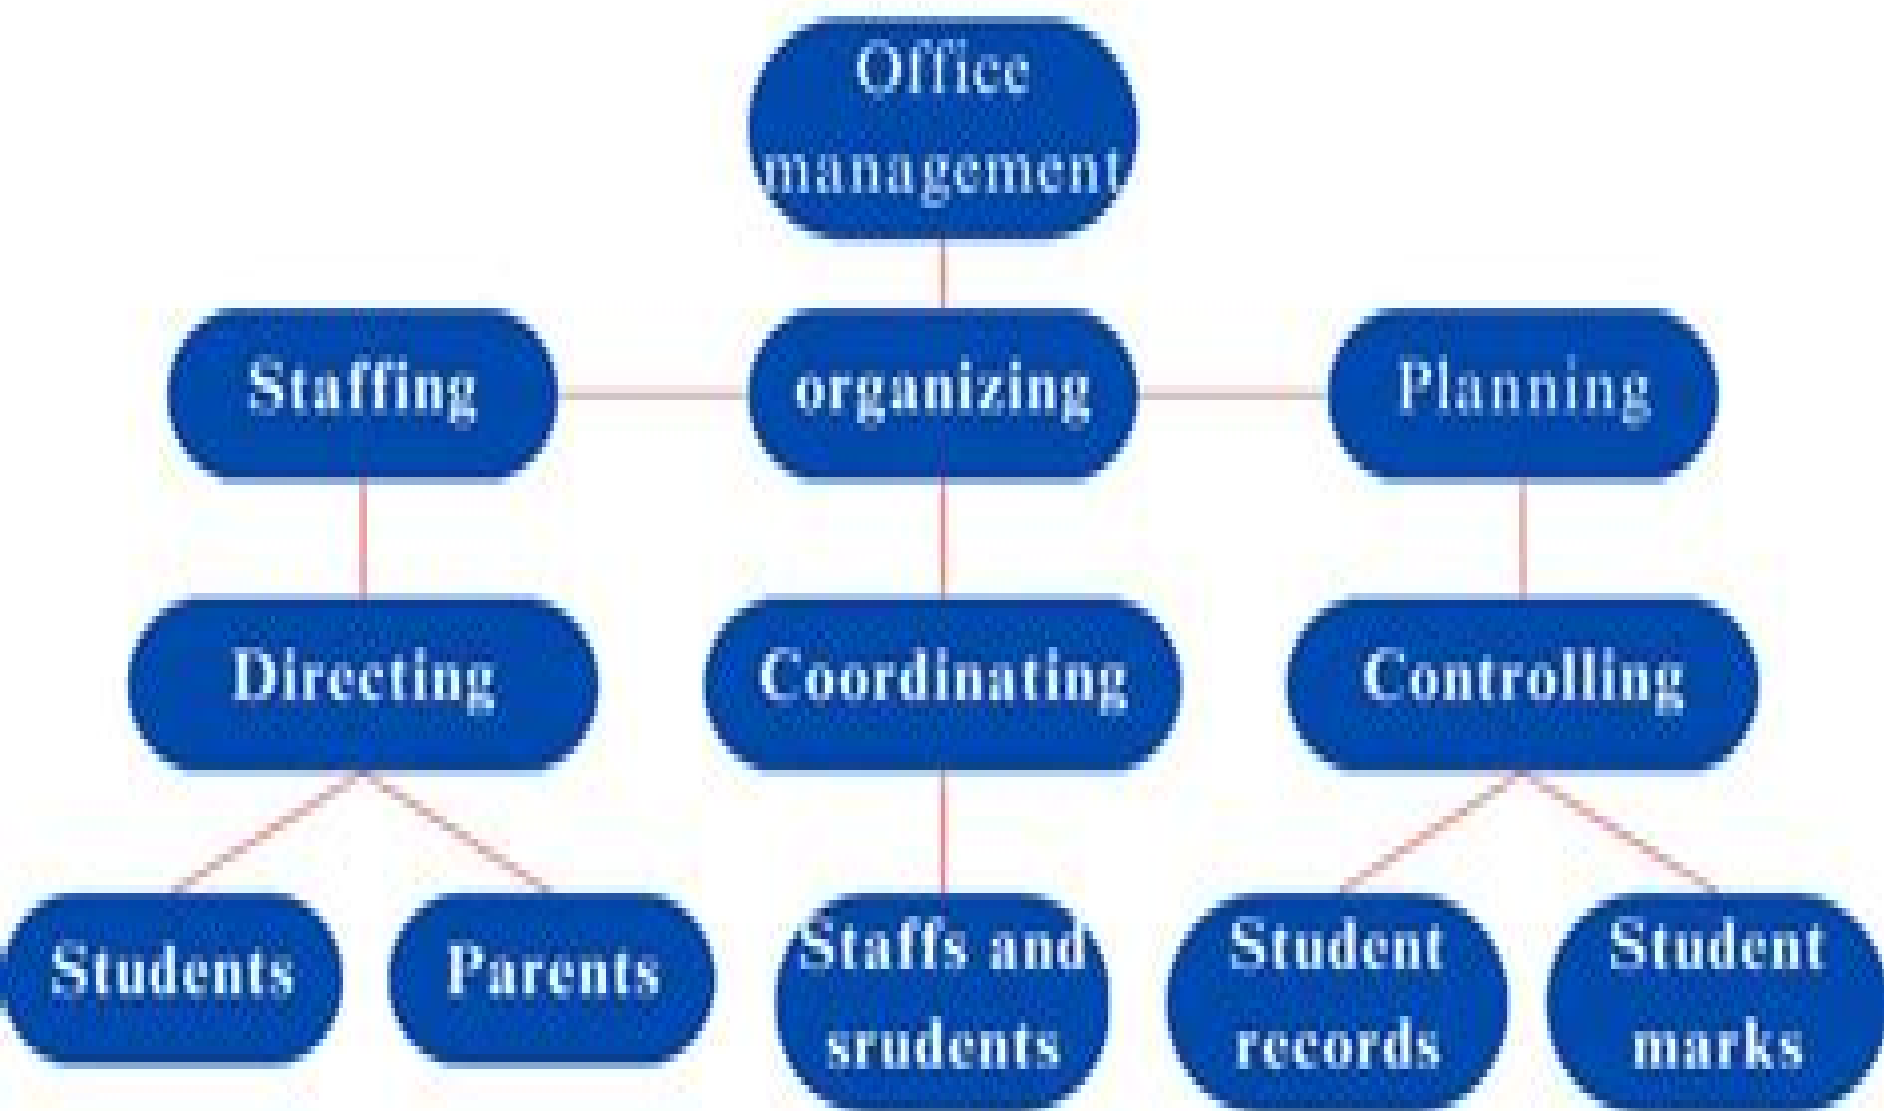 Office
management
Staffing
organizing
Planning
Directing
Coordinating
Controlling
Students
Parents
Staffs and
srudents
Student
records
Student
marks